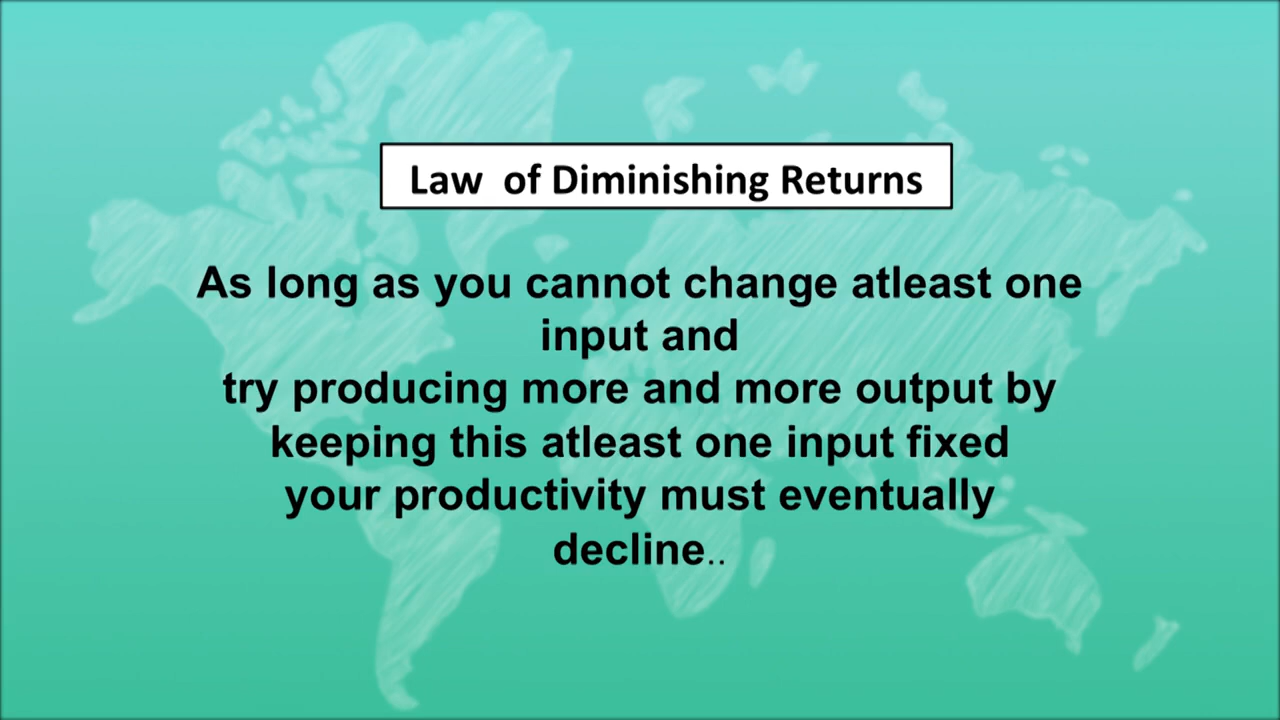 Law of Diminishing Returns
As long as you cannot change atleast one
input and
try producing more and more output by
keeping this atleast one input fixed
your productivity must eventually
decline..